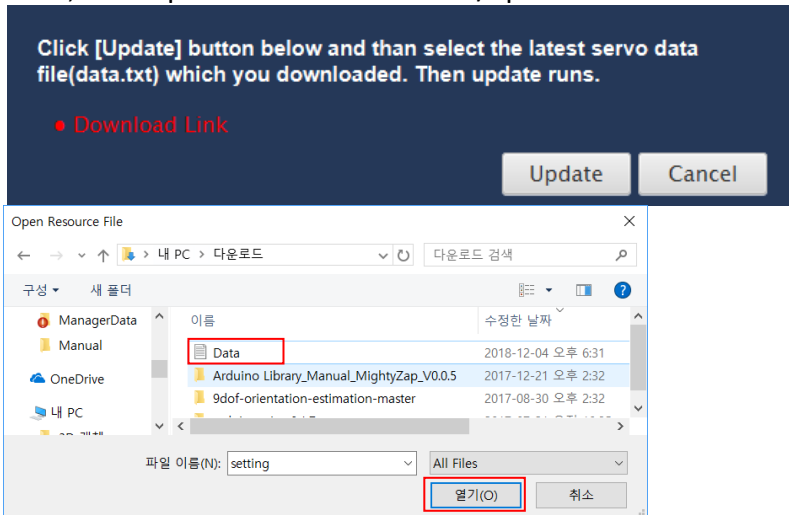 Click [Update] button below and than select the latest servo data
file(data.txt) which you downloaded. Then update runs.
● Download Link
Update Cancel
Open Resource File
내 PC > 다운로드 다운로드 검색
구성 새 폴더
이름 수정한 날짜
ManagerData
Manual
Data 2018-12-04 오후 6:31
OneDrive
Arduino Library_Manual_MightyZap_V0.0.5 2017-12-21 오후 2:32
9dof-orientation-estimation-master 2017-08-30 오후 2:32
내 PC
파일 이름(N): setting All Files
열기(O) 취소